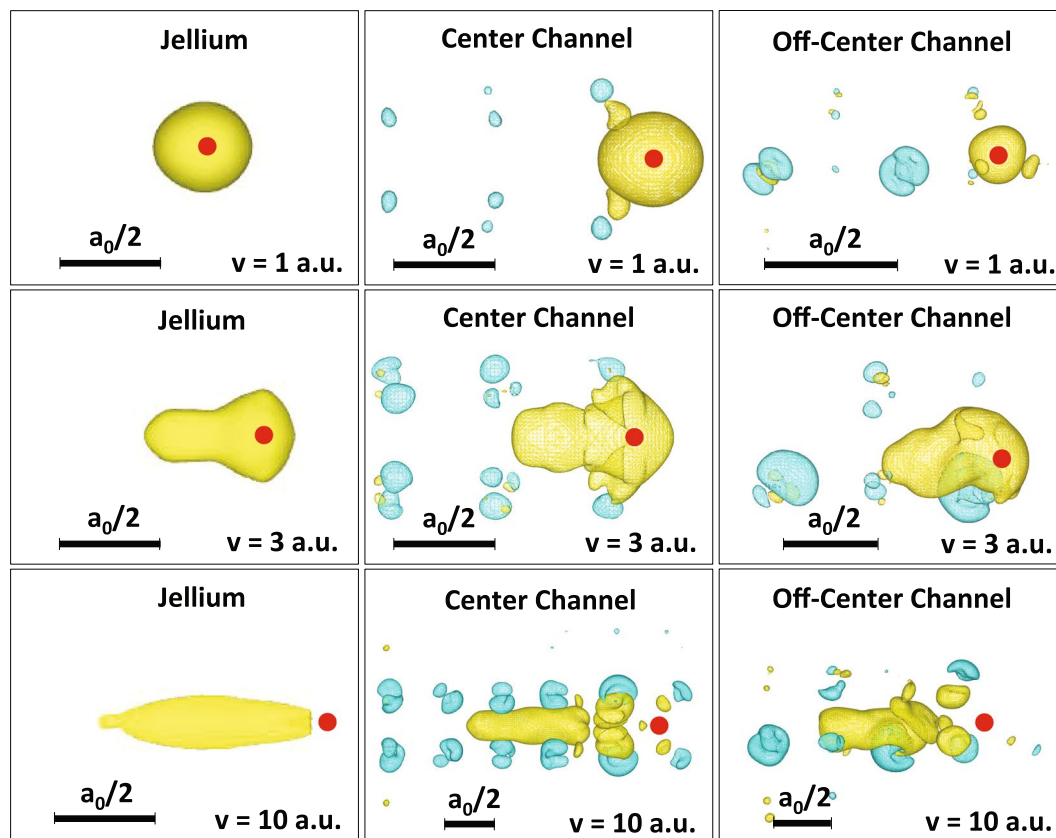 Jellium
a₀/2
v = 1 a.u.
Center Channel
a₀/2
v = 1 a.u.
Off-Center Channel
a₀/2
v = 1 a.u.
Jellium
a₀/2
v = 3 a.u.
Center Channel
a₀/2
v = 3 a.u.
Off-Center Channel
a₀/2
v = 3 a.u.
Jellium
a₀/2
v = 10 a.u.
Center Channel
a₀/2
v = 10 a.u.
Off-Center Channel
a₀/2
v = 10 a.u.